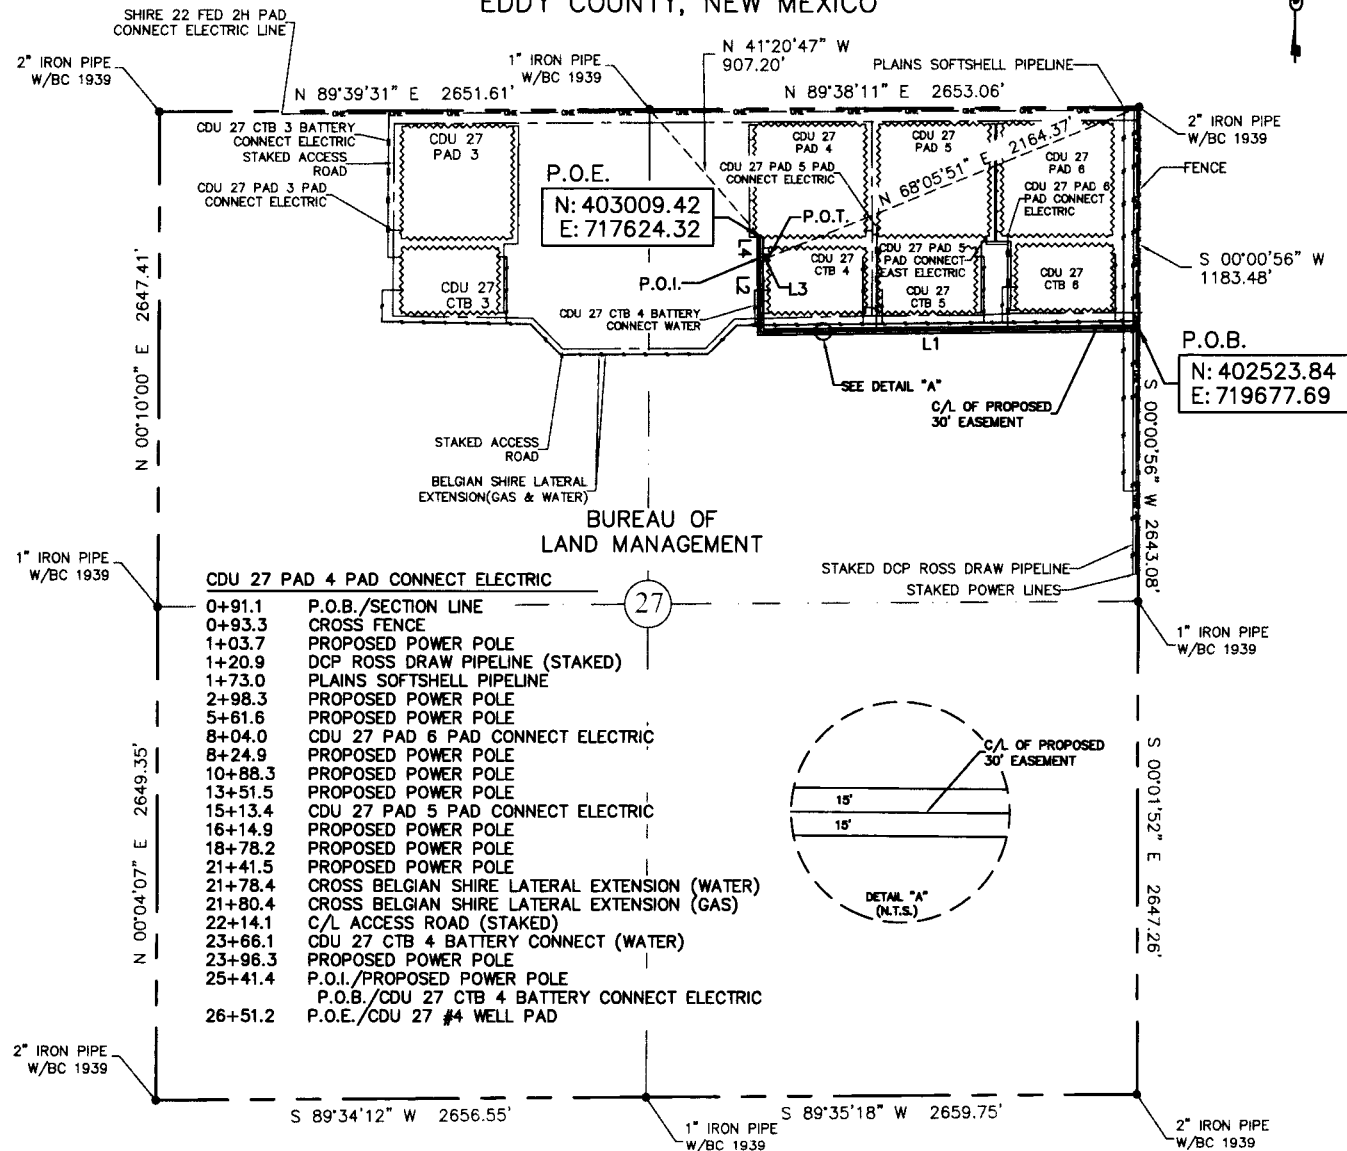 EDDY COUNTY, NEW MEXICO
SHIRE 22 FED 2H PAD
CONNECT ELECTRIC LINE
2" IRON PIPE
W/BC 1939
1" IRON PIPE
W/BC 1939
N 41°20'47" W
907.20'
PLAINS SOFTSHELL PIPELINE
N 89°39'31" E 2651.61'
N 89°38'11" E 2653.06'
2" IRON PIPE
W/BC 1939
FENCE
CDU 27 CTB 3 BATTERY
CONNECT ELECTRIC
STAKED ACCESS
ROAD
CDU 27 PAD 3 PAD
CONNECT ELECTRIC
CDU 27
PAD 3
CDU 27
PAD 4
CDU 27
PAD 5
CDU 27
PAD 6
CDU 27 PAD 5 PAD
CONNECT ELECTRIC
N 68°05'51" E 2164.37'
CDU 27 PAD 6
PAD CONNECT
ELECTRIC
P.O.E.
N: 403009.42
E: 717624.32
P.O.T.
L4
P.O.I.
L2
L3
CDU 27
CTB 3
CDU 27
CTB 4
CDU 27 PAD 5
PAD CONNECT
EAST ELECTRIC
CDU 27
CTB 5
CDU 27
CTB 6
S 00°00'56" W
1183.48'
CDU 27 CTB 4 BATTERY
CONNECT WATER
L1
P.O.B.
N: 402523.84
E: 719677.69
SEE DETAIL "A"
C/L OF PROPOSED
30' EASEMENT
N 00°10'00" E 2647.41'
S 00°00'56" W 2643.08'
STAKED ACCESS
ROAD
BELGIAN SHIRE LATERAL
EXTENSION(GAS & WATER)
BUREAU OF
LAND MANAGEMENT
STAKED DCP ROSS DRAW PIPELINE
STAKED POWER LINES
1" IRON PIPE
W/BC 1939
27
1" IRON PIPE
W/BC 1939
CDU 27 PAD 4 PAD CONNECT ELECTRIC
0+91.1 P.O.B./SECTION LINE
0+93.3 CROSS FENCE
1+03.7 PROPOSED POWER POLE
1+20.9 DCP ROSS DRAW PIPELINE (STAKED)
1+73.0 PLAINS SOFTSHELL PIPELINE
2+98.3 PROPOSED POWER POLE
5+61.6 PROPOSED POWER POLE
8+04.0 CDU 27 PAD 6 PAD CONNECT ELECTRIC
8+24.9 PROPOSED POWER POLE
10+88.3 PROPOSED POWER POLE
13+51.5 PROPOSED POWER POLE
15+13.4 CDU 27 PAD 5 PAD CONNECT ELECTRIC
16+14.9 PROPOSED POWER POLE
18+78.2 PROPOSED POWER POLE
21+41.5 PROPOSED POWER POLE
21+78.4 CROSS BELGIAN SHIRE LATERAL EXTENSION (WATER)
21+80.4 CROSS BELGIAN SHIRE LATERAL EXTENSION (GAS)
22+14.1 C/L ACCESS ROAD (STAKED)
23+66.1 CDU 27 CTB 4 BATTERY CONNECT (WATER)
23+96.3 PROPOSED POWER POLE
25+41.4 P.O.I./PROPOSED POWER POLE
P.O.B./CDU 27 CTB 4 BATTERY CONNECT ELECTRIC
26+51.2 P.O.E./CDU 27 #4 WELL PAD
C/L OF PROPOSED
30' EASEMENT
15'
15'
DETAIL "A"
(N.T.S.)
N 00°04'07" E 2649.35'
S 00°01'52" E 2647.26'
2" IRON PIPE
W/BC 1939
S 89°34'12" W 2656.55'
1" IRON PIPE
W/BC 1939
S 89°35'18" W 2659.75'
2" IRON PIPE
W/BC 1939